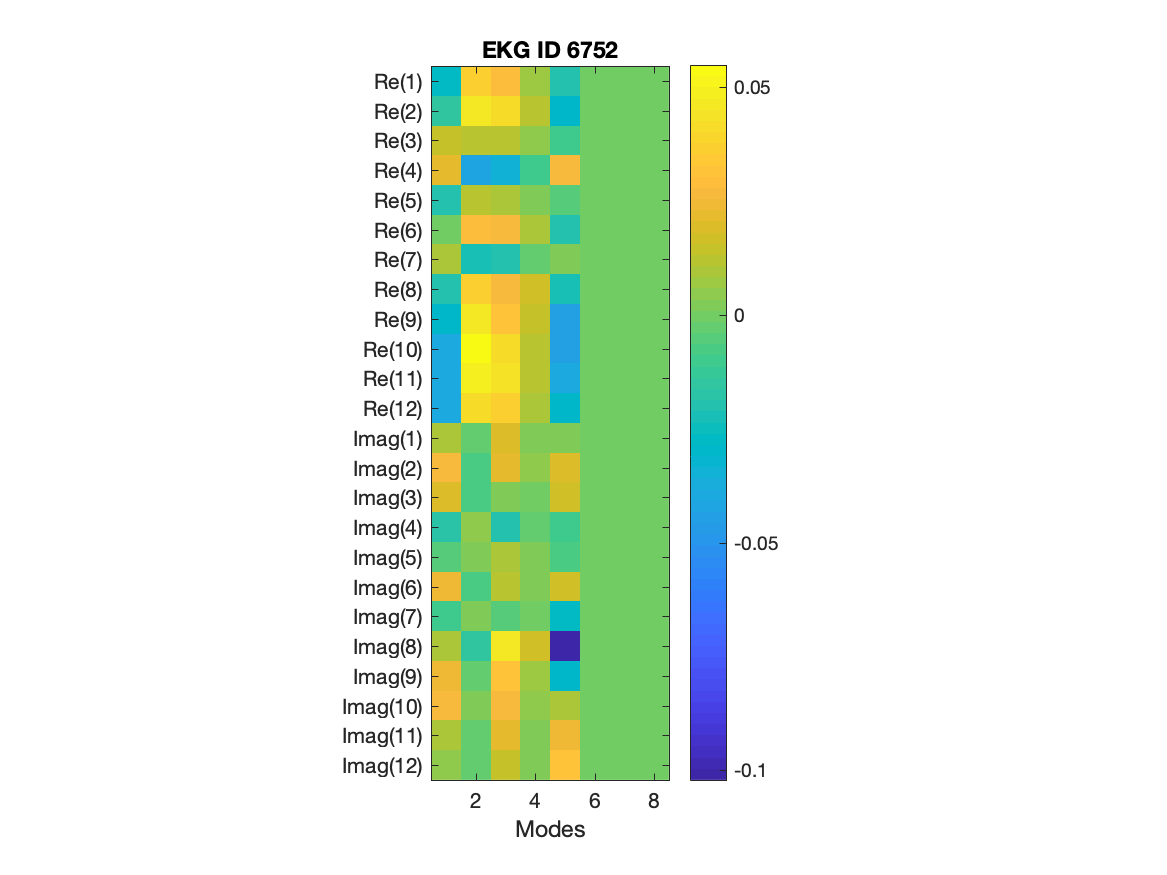 EKG ID 6752
Re(1)
Re(2)
Re(3)
Re(4)
Re(5)
Re(6)
Re(7)
Re(8)
Re(9)
Re(10)
Re(11)
Re(12)
Imag(1)
Imag(2)
Imag(3)
Imag(4)
Imag(5)
Imag(6)
Imag(7)
Imag(8)
Imag(9)
Imag(10)
Imag(11)
Imag(12)
2 4 6 8
Modes
0.05
0
-0.05
-0.1